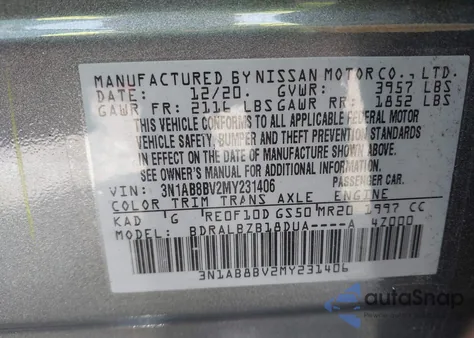 MANUFACTURED BY NISSAN MOTOR CO., LTD.
DATE: 12/20. GVWR: 3957 LBS
GAWR FR: 2116 LBS GAWR RR: 1852 LBS
THIS VEHICLE CONFORMS TO ALL APPLICABLE FEDERAL MOTOR
VEHICLE SAFETY, BUMPER AND THEFT PREVENTION STANDARDS
IN EFFECT ON THE DATE OF MANUFACTURE SHOWN ABOVE.
SEE OWNER'S MANUAL FOR ADDITIONAL INFORMATION.
VIN: 3N1AB8BV2MY231406 PASSENGER CAR.
COLOR TRIM TRANS AXLE ENGINE
KAD G RE0F10D GS50 MR20 1997 CC
MODEL: BDRALBZB18DUA----A 4Z000
3N1AB8BV2MY231406
autoSnap